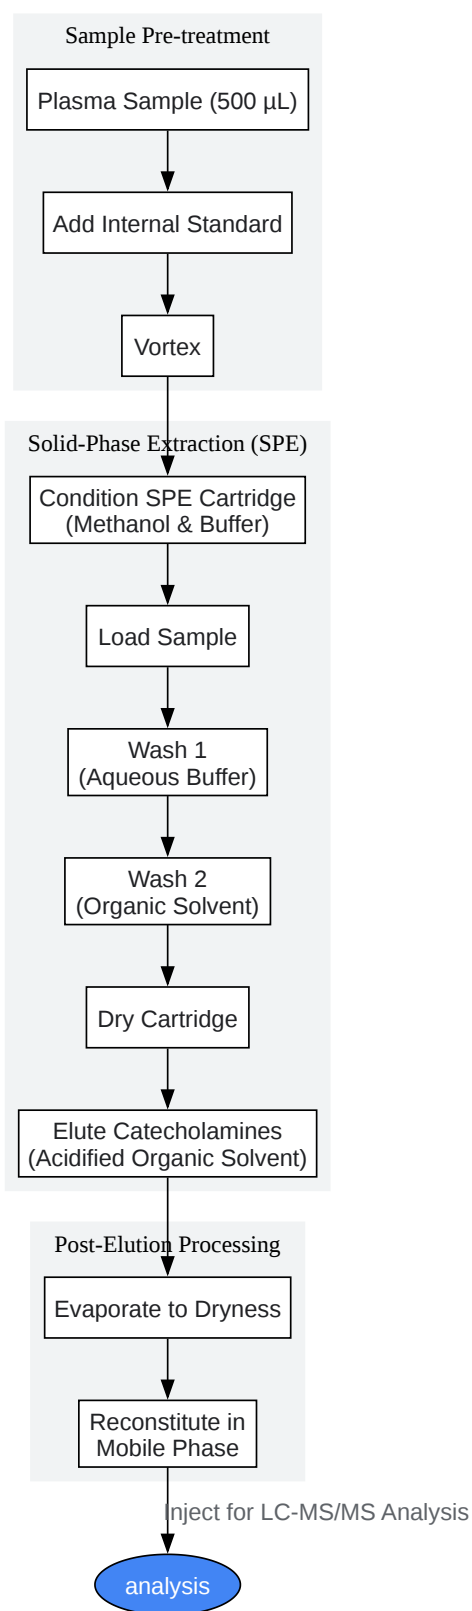 Sample Pre-treatment
Plasma Sample (500 µL)
Add Internal Standard
Vortex
Solid-Phase Extraction (SPE)
Condition SPE Cartridge
(Methanol & Buffer)
Load Sample
Wash 1
(Aqueous Buffer)
Wash 2
(Organic Solvent)
Dry Cartridge
Elute Catecholamines
(Acidified Organic Solvent)
Post-Elution Processing
Evaporate to Dryness
Reconstitute in
Mobile Phase
Inject for LC-MS/MS Analysis
analysis